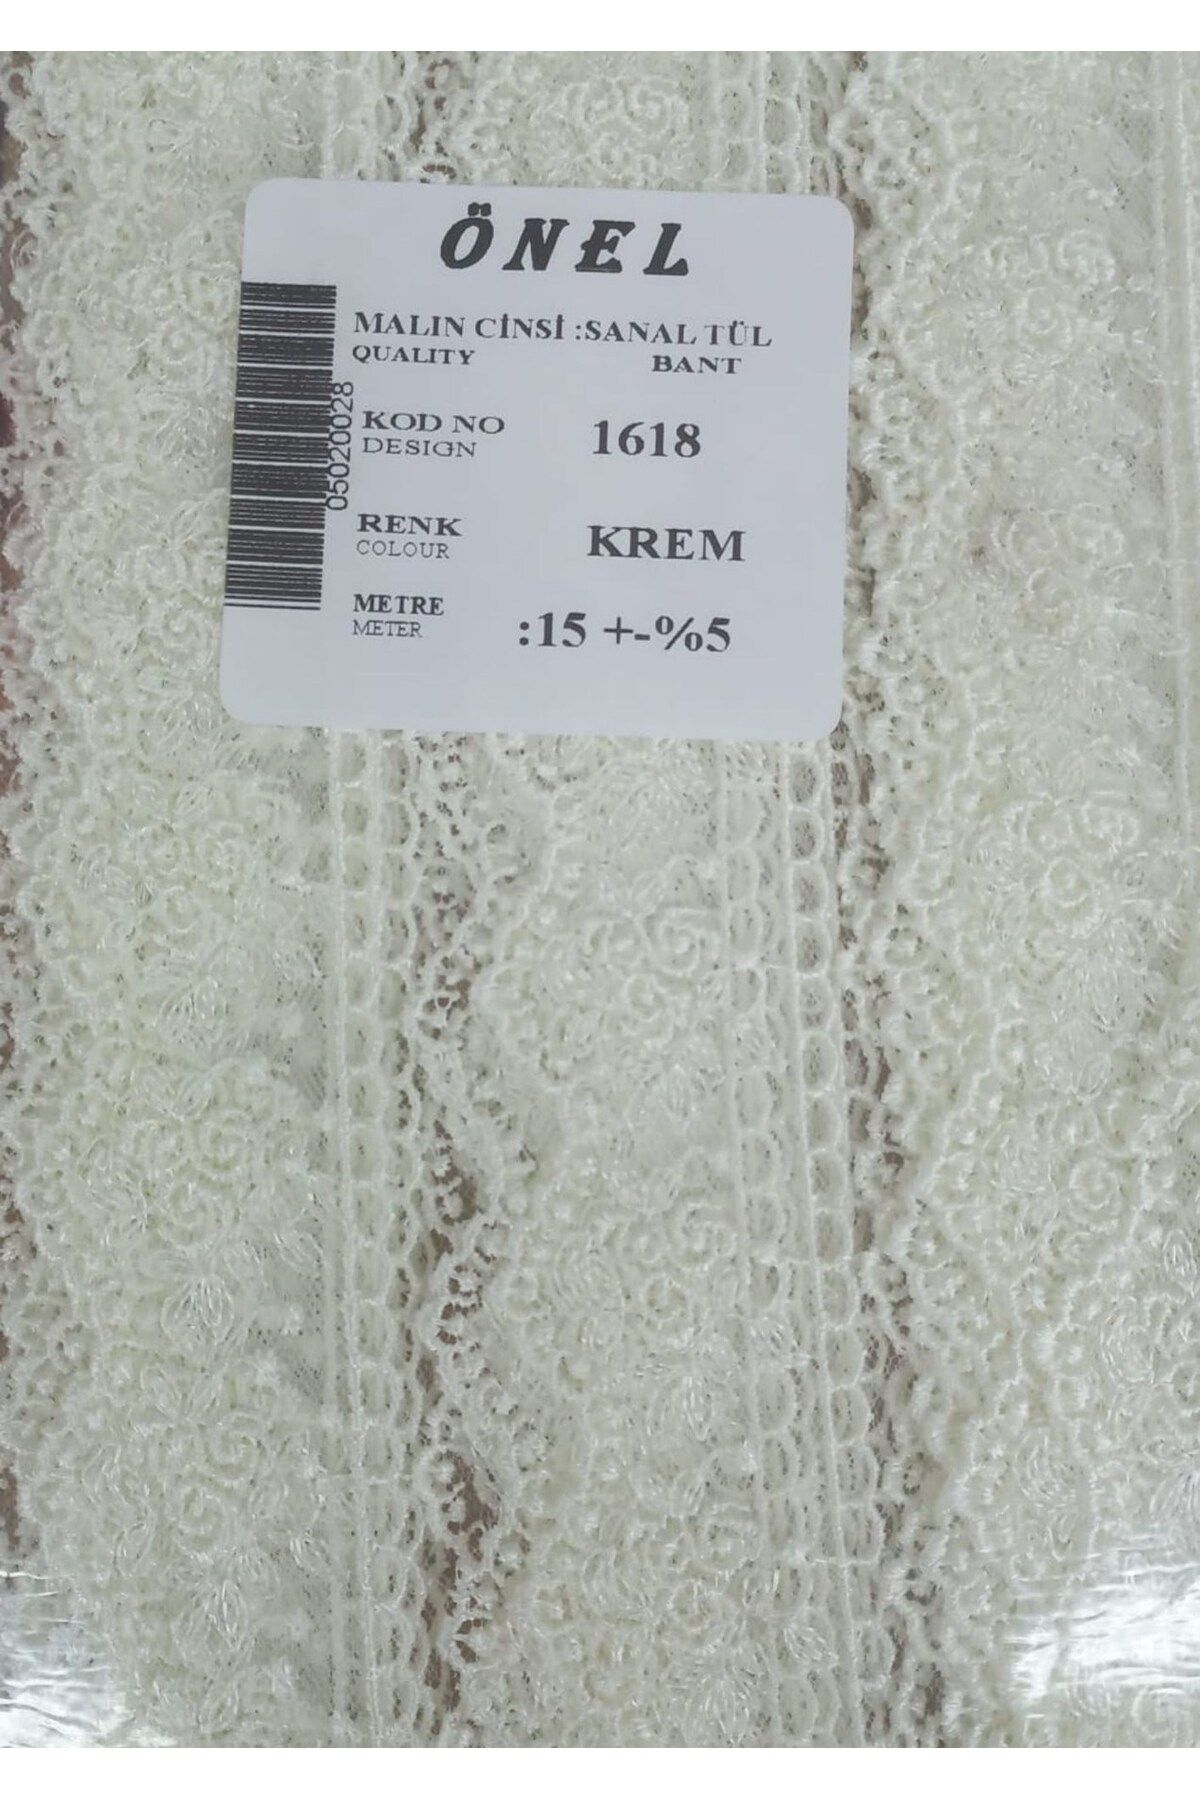 ÖNEL
MALIN CİNSİ :SANAL TÜL
QUALITY BANT
05020028
KOD NO 1618
DESIGN
RENK KREM
COLOUR
METRE :15 +-%5
METER